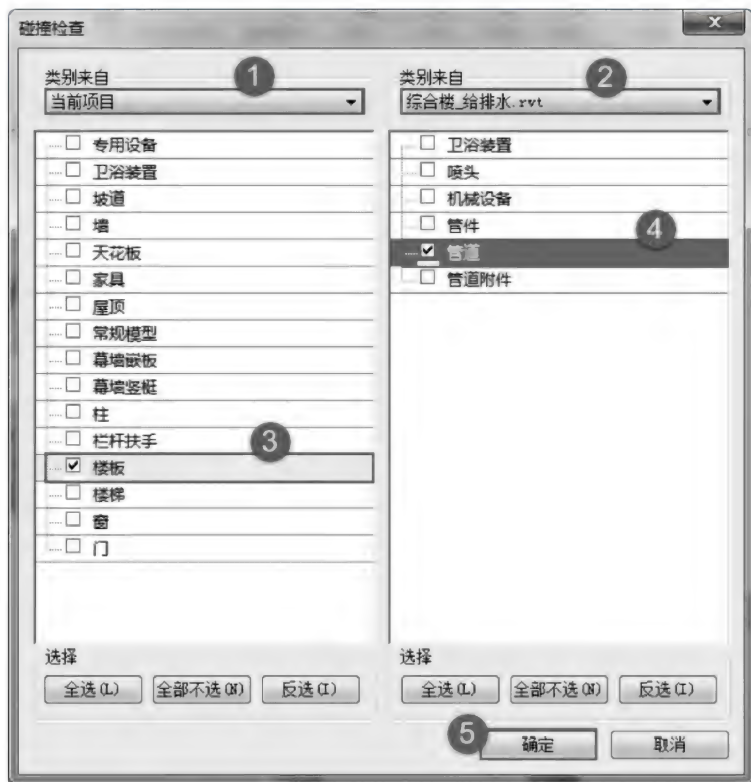 碰撞检查
x
类别来自
1
当前项目
专用设备
卫浴装置
坡道
墙
天花板
家具
屋顶
常规模型
幕墙嵌板
幕墙竖梃
柱
栏杆扶手
3
楼板
楼梯
窗
门
选择
全选(L)
全部不选(N)
反选(I)
类别来自
2
综合楼_给排水.rvt
卫浴装置
喷头
机械设备
管件
4
管道
管道附件
选择
全选(L)
全部不选(N)
反选(I)
5
确定
取消